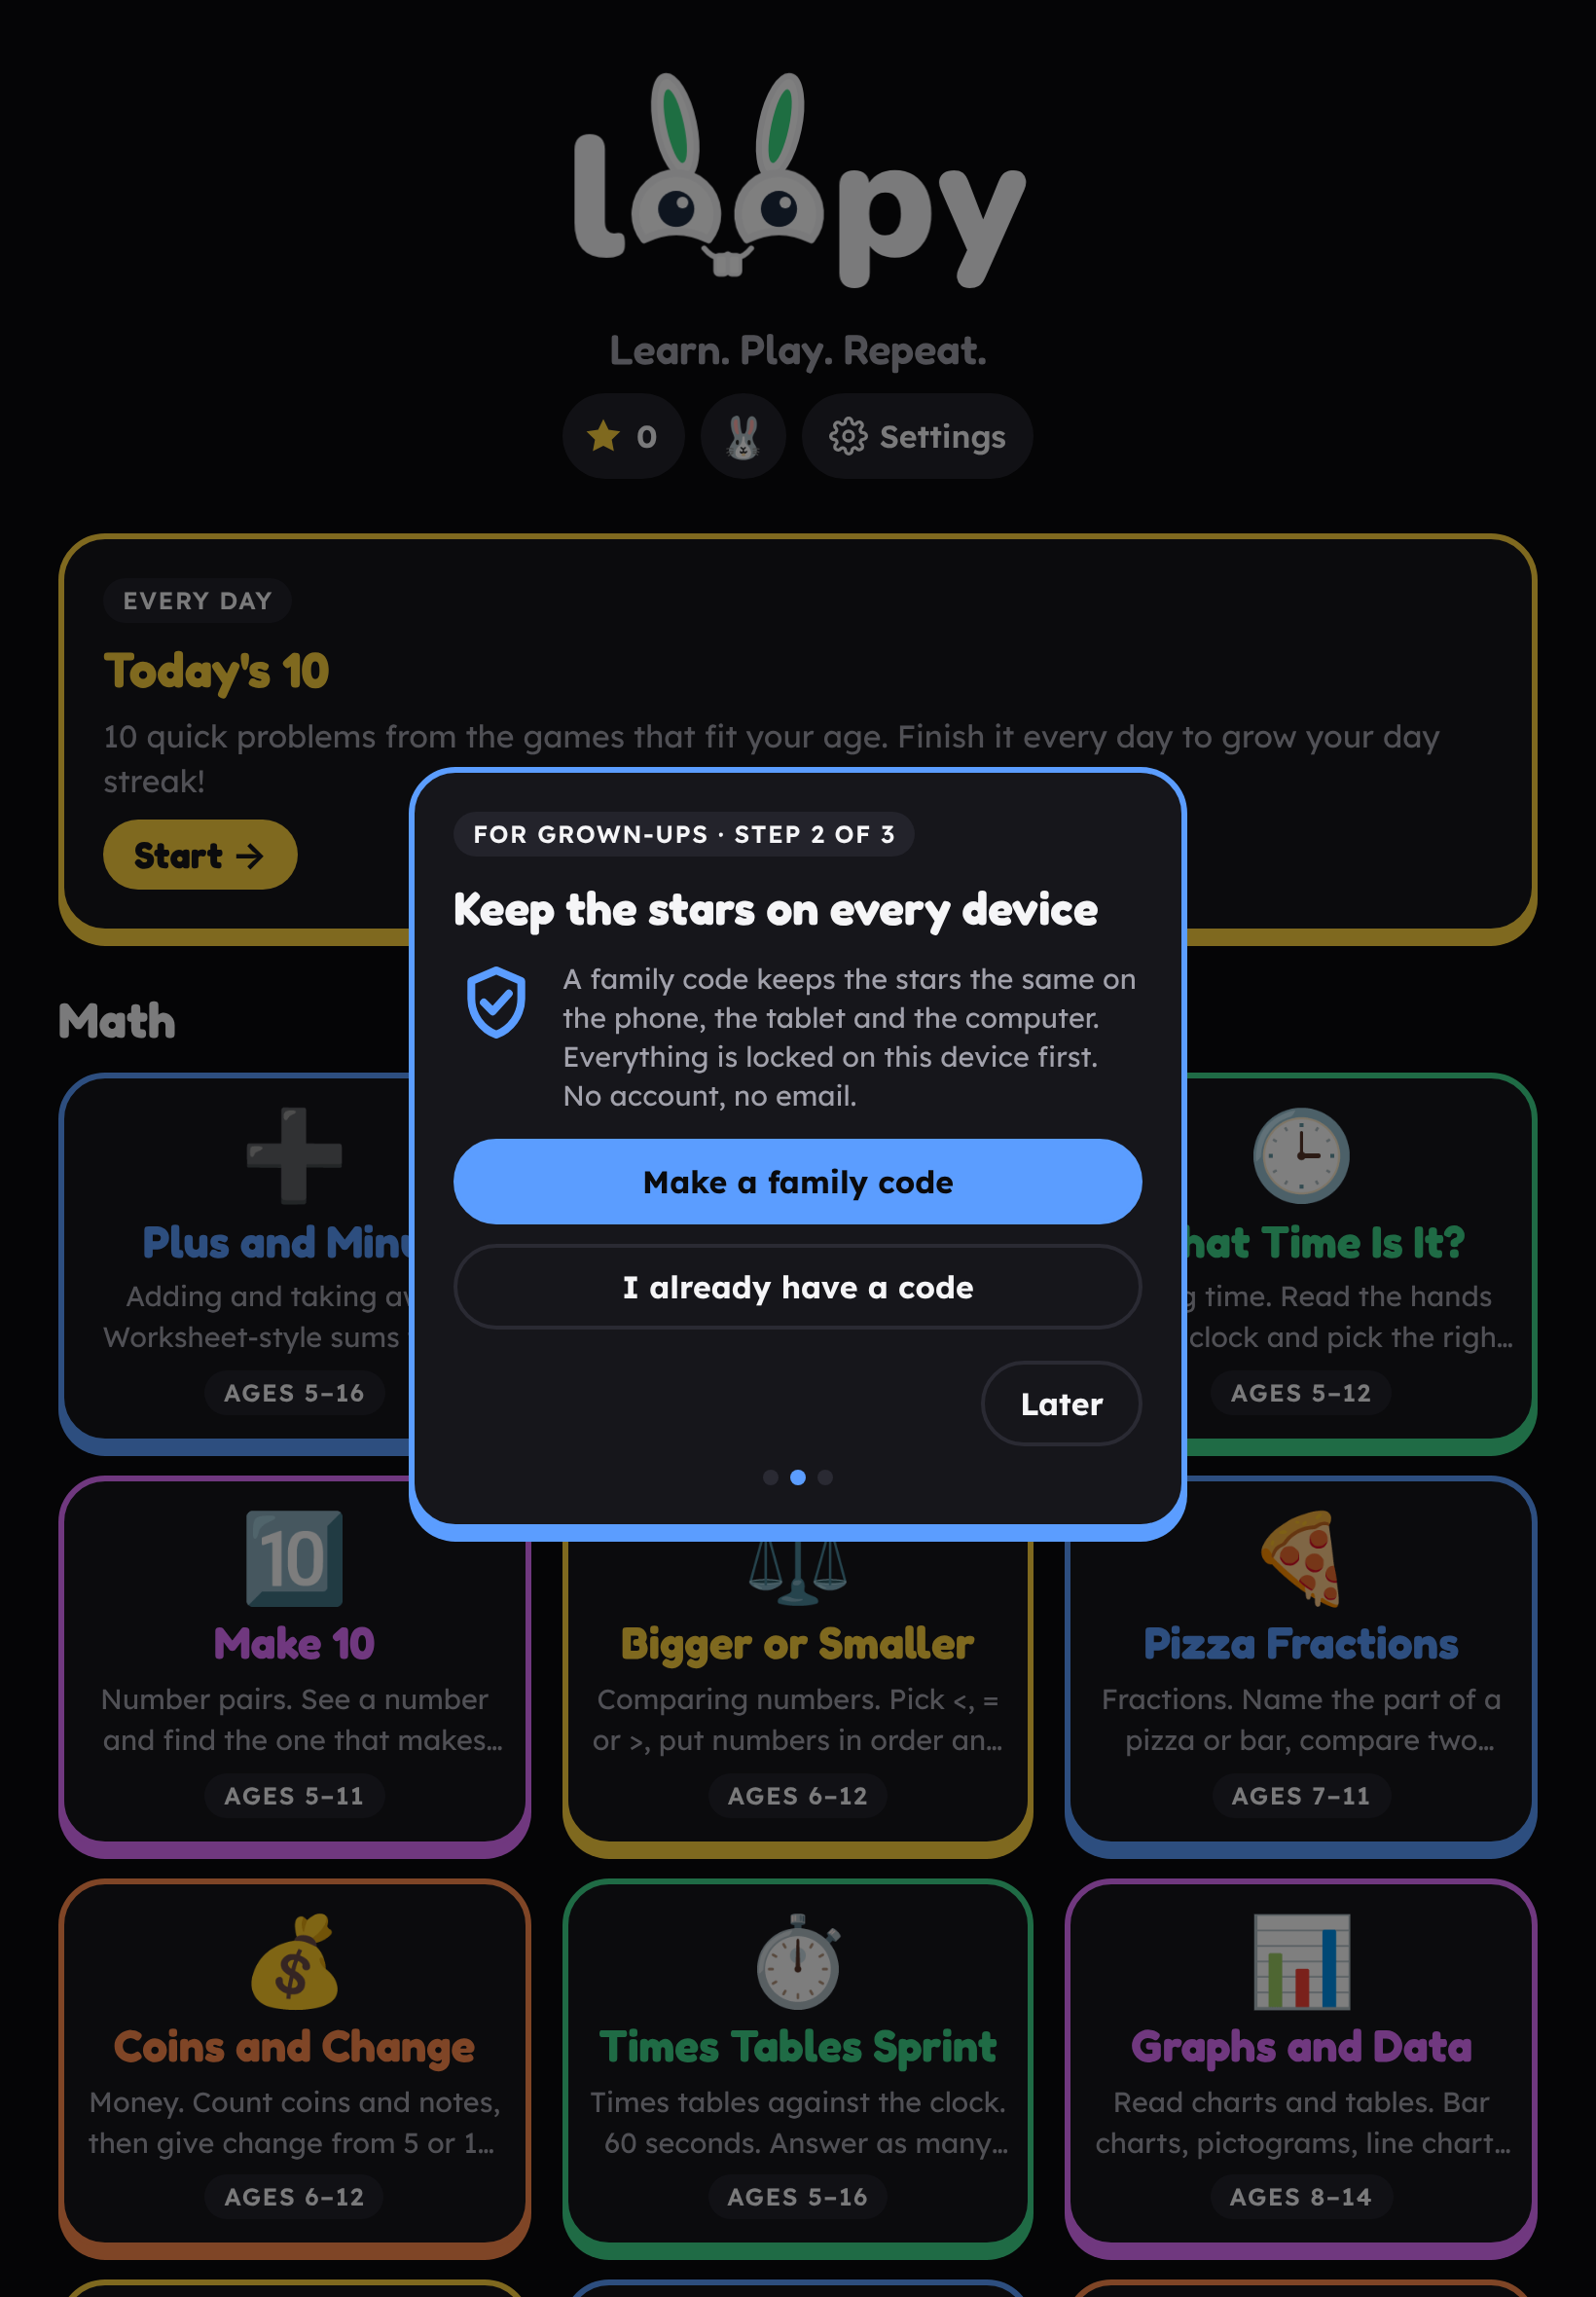 loopy
Learn. Play. Repeat.
0
Settings
EVERY DAY
Today's 10
10 quick problems from the games that fit your age. Finish it every day to grow your day
streak!
Start →
FOR GROWN-UPS · STEP 2 OF 3
Keep the stars on every device
A family code keeps the stars the same on
the phone, the tablet and the computer.
Everything is locked on this device first.
No account, no email.
Make a family code
I already have a code
Later
Math
Plus and Minu
Adding and taking aw
Worksheet-style sums
AGES 5–16
hat Time Is It?
g time. Read the hands
clock and pick the righ…
AGES 5–12
10
Make 10
Number pairs. See a number
and find the one that makes…
AGES 5–11
Bigger or Smaller
Comparing numbers. Pick <, =
or >, put numbers in order an…
AGES 6–12
Pizza Fractions
Fractions. Name the part of a
pizza or bar, compare two…
AGES 7–11
$
Coins and Change
Money. Count coins and notes,
then give change from 5 or 1…
AGES 6–12
Times Tables Sprint
Times tables against the clock.
60 seconds. Answer as many…
AGES 5–16
Graphs and Data
Read charts and tables. Bar
charts, pictograms, line chart…
AGES 8–14